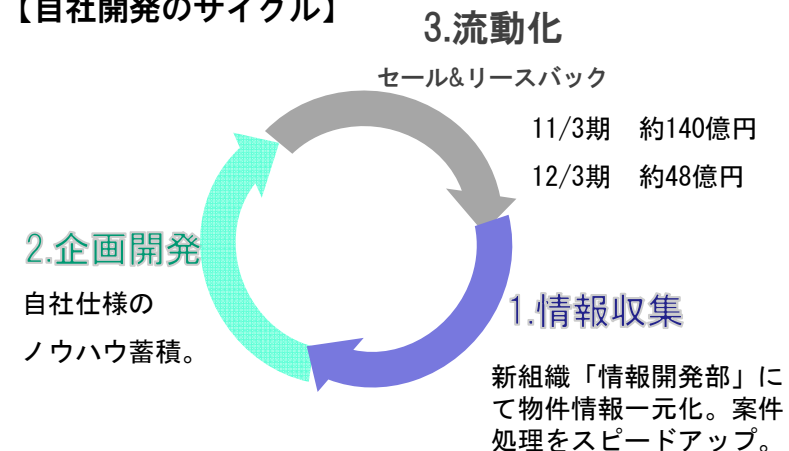 【自社開発のサイクル】
3.流動化
セール&リースバック
11/3期 約140億円
12/3期 約48億円
2.企画開発
自社仕様の
ノウハウ蓄積。
1.情報収集
新組織「情報開発部」に
て物件情報一元化。案件
処理をスピードアップ。